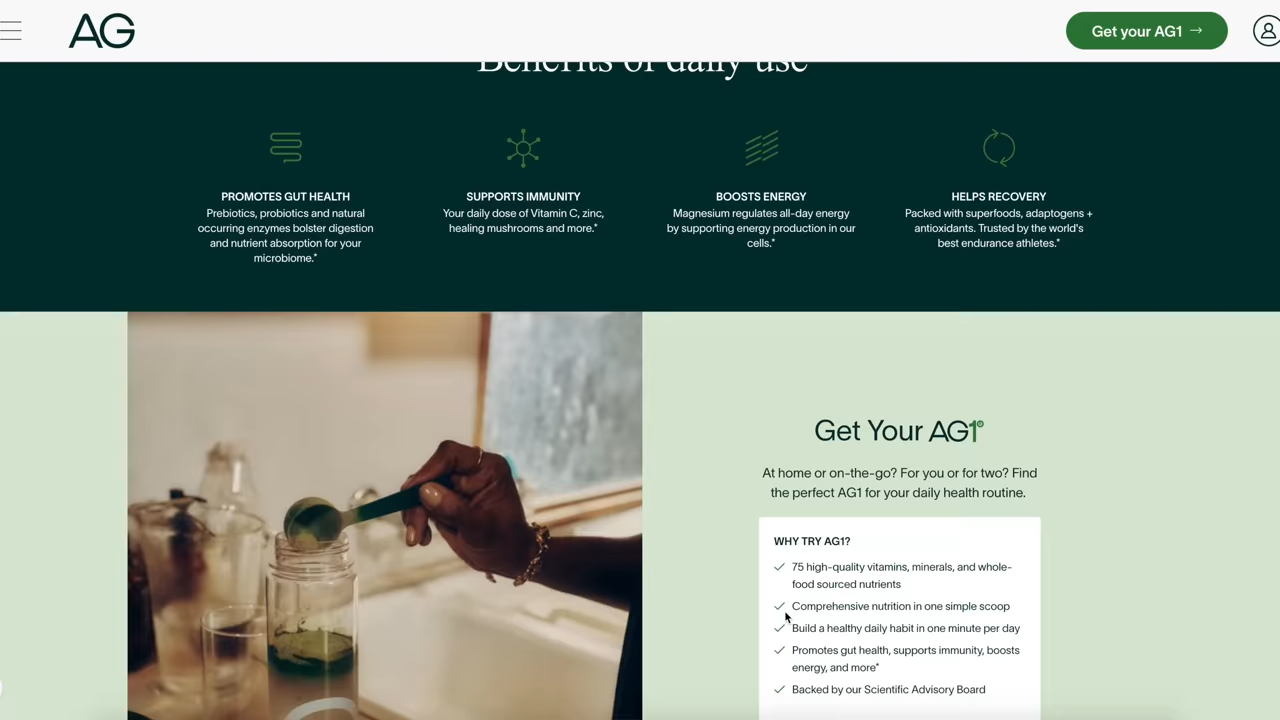 AG
Get your AG1 →
Benefits of daily use
PROMOTES GUT HEALTH
Prebiotics, probiotics and natural
occurring enzymes bolster digestion
and nutrient absorption for your
microbiome.*
SUPPORTS IMMUNITY
Your daily dose of Vitamin C, zinc,
healing mushrooms and more.*
BOOSTS ENERGY
Magnesium regulates all-day energy
by supporting energy production in our
cells.*
HELPS RECOVERY
Packed with superfoods, adaptogens +
antioxidants. Trusted by the world's
best endurance athletes.*
Get Your AG1®
At home or on-the-go? For you or for two? Find
the perfect AG1 for your daily health routine.
WHY TRY AG1?
75 high-quality vitamins, minerals, and whole-
food sourced nutrients
Comprehensive nutrition in one simple scoop
Build a healthy daily habit in one minute per day
Promotes gut health, supports immunity, boosts
energy, and more*
Backed by our Scientific Advisory Board